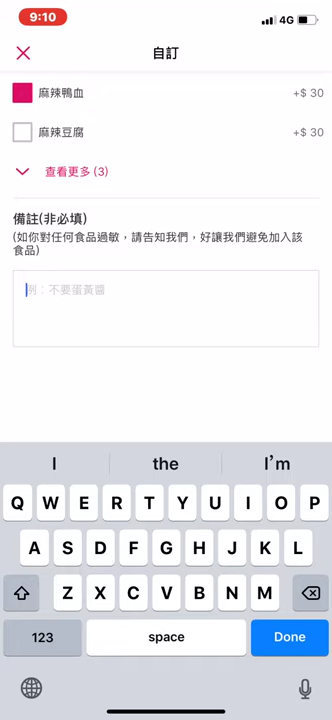 9:10
4G
自訂
麻辣鴨血 +$ 30
麻辣豆腐 +$ 30
查看更多 (3)
備註(非必填)
(如你對任何食品過敏，請告知我們，好讓我們避免加入該
食品)
例：不要蛋黃醬
I the I'm
Q W E R T Y U I O P
A S D F G H J K L
Z X C V B N M
123 space Done